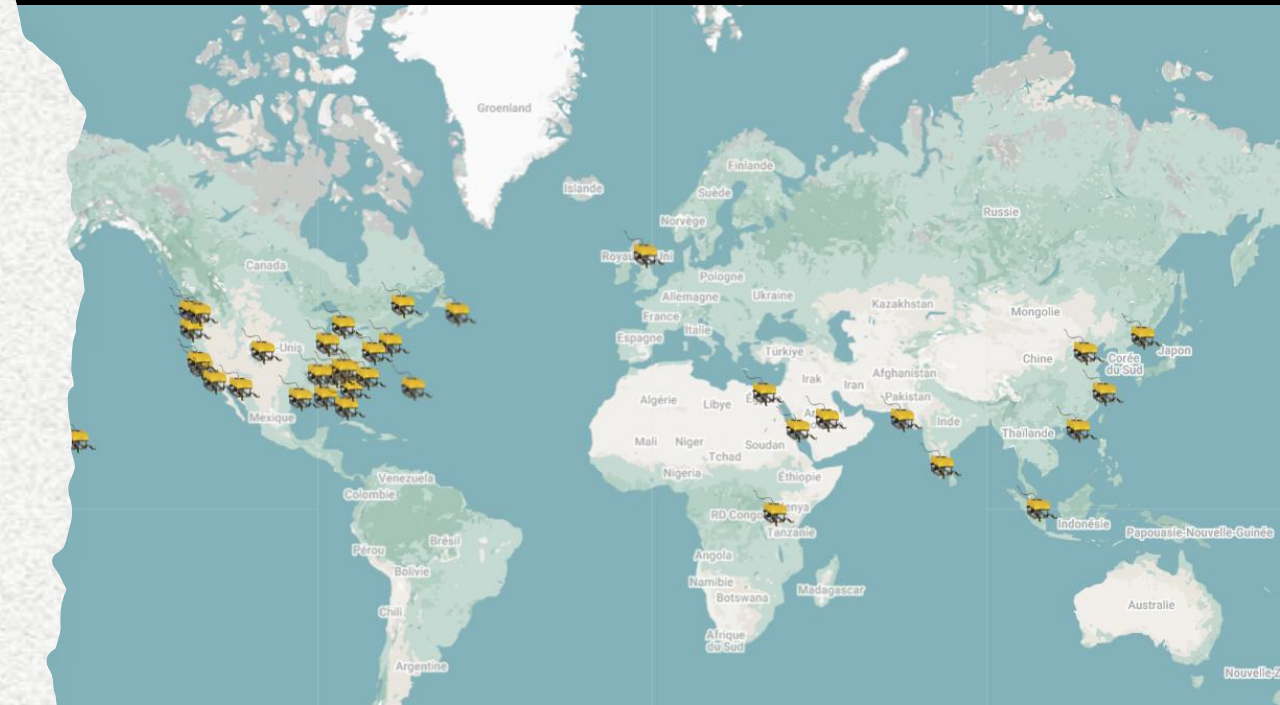 Groenland
Islande
Finlande
Suède
Norvège
Russie
Canada
Pologne
Allemagne
Ukraine
France
Kazakhstan
Mongolie
Espagne
Italie
Türkiye
Chine
Corée
du Sud
Japon
Irak
Iran
Afghanistan
Pakistan
Algérie
Libye
Inde
Mexique
Mali
Niger
Soudan
Tchad
Thaïlande
Nigeria
Éthiopie
Venezuela
Colombie
RD Congo
Tanzanie
Indonésie
Papouasie-Nouvelle-Guinée
Pérou
Brésil
Angola
Bolivie
Namibie
Botswana
Madagascar
Chili
Australie
Afrique
du Sud
Argentine